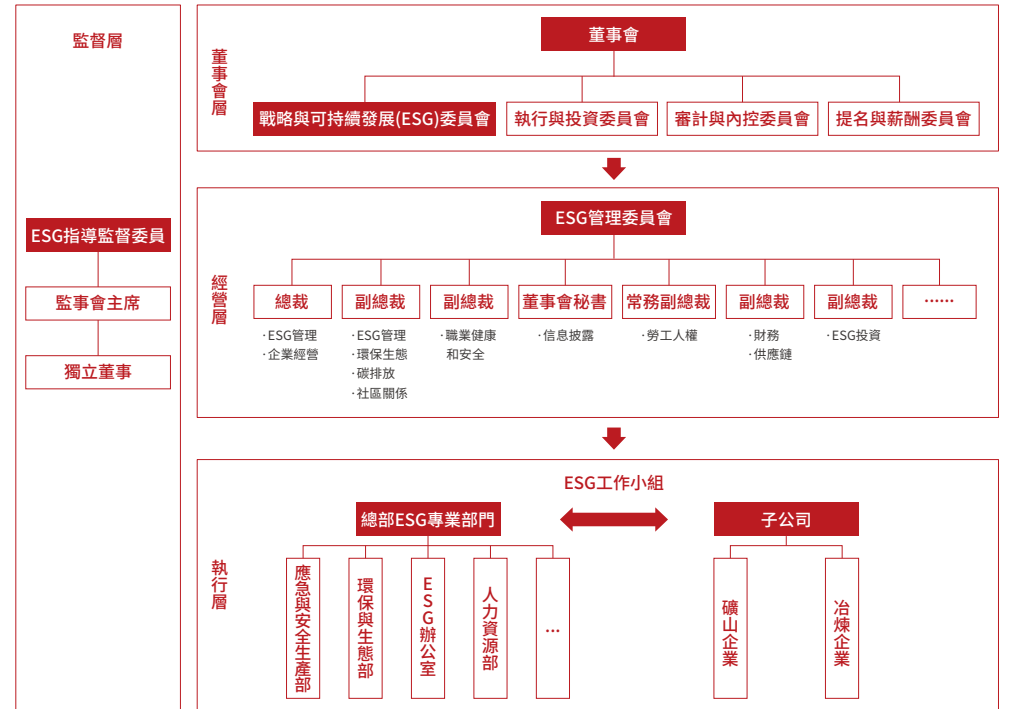 監督層
ESG指導監督委員
監事會主席
獨立董事
董事會層
董事會
戰略與可持續發展(ESG)委員會
執行與投資委員會
審計與內控委員會
提名與薪酬委員會
經營層
ESG管理委員會
總裁
·ESG管理
·企業經營
副總裁
·ESG管理
·環保生態
·碳排放
·社區關係
副總裁
·職業健康
和安全
董事會秘書
·信息披露
常務副總裁
·勞工人權
副總裁
·財務
·供應鏈
副總裁
·ESG投資
……
執行層
ESG工作小組
總部ESG專業部門
應急與安全生產部
環保與生態部
ESG辦公室
人力資源部
...
子公司
礦山企業
冶煉企業